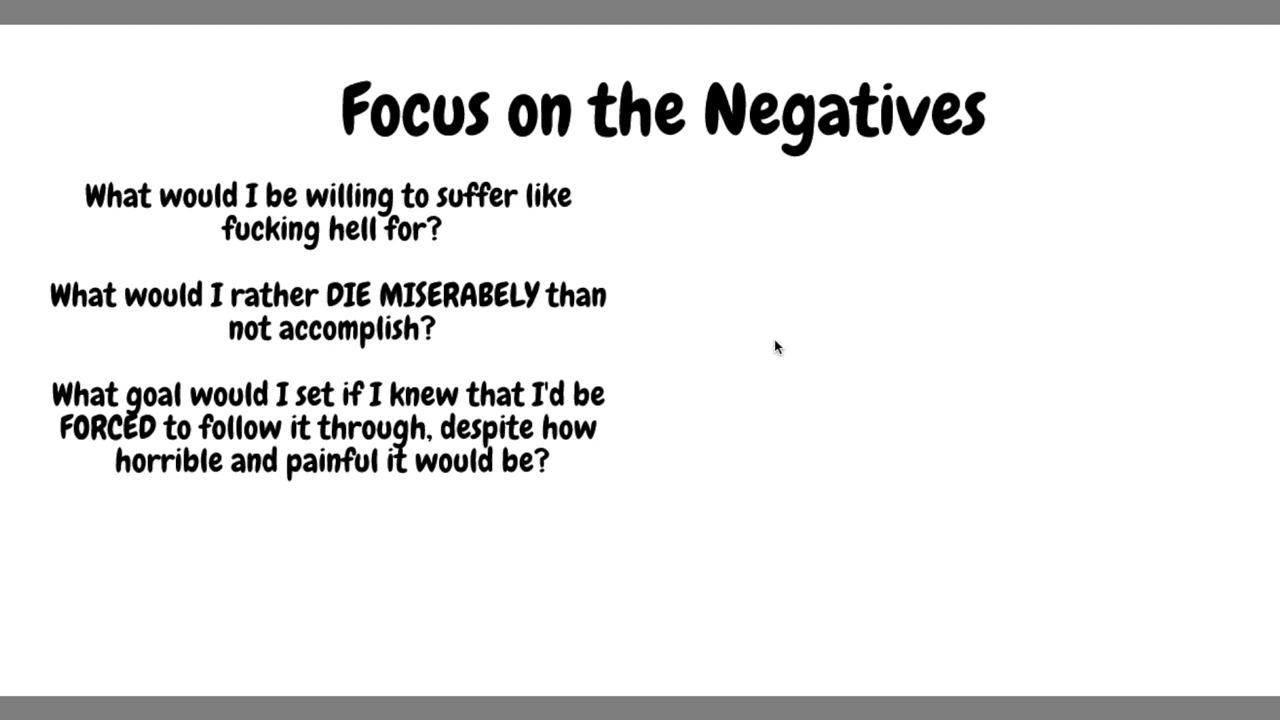 Focus on the Negatives
What would I be willing to suffer like
fucking hell for?
What would I rather DIE MISERABELY than
not accomplish?
What goal would I set if I knew that I'd be
FORCED to follow it through, despite how
horrible and painful it would be?